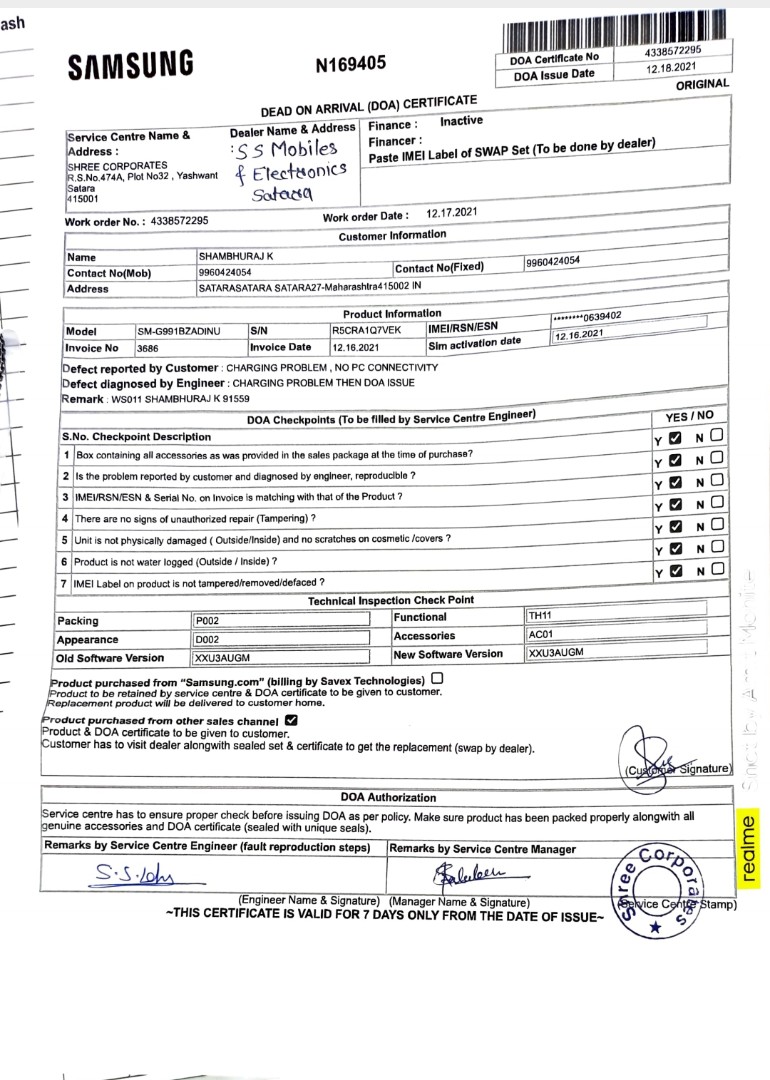 ash
SAMSUNG
N169405
DOA Certificate No 4338572295
DOA Issue Date 12.18.2021
ORIGINAL
DEAD ON ARRIVAL (DOA) CERTIFICATE
Service Centre Name & Address :
SHREE CORPORATES
R.S.No.474A, Plot No32 , Yashwant
Satara
415001
Dealer Name & Address
: S S Mobiles
& Electronics
Satara
Finance : Inactive
Financer :
Paste IMEI Label of SWAP Set (To be done by dealer)
Work order No. : 4338572295 Work order Date : 12.17.2021
Customer Information
Name SHAMBHURAJ K
Contact No(Mob) 9960424054 Contact No(Fixed) 9960424054
Address SATARASATARA SATARA27-Maharashtra415002 IN
Product Information
Model SM-G991BZADINU S/N R5CRA1Q7VEK IMEI/RSN/ESN ********0639402
Invoice No 3686 Invoice Date 12.16.2021 Sim activation date 12.16.2021
Defect reported by Customer : CHARGING PROBLEM , NO PC CONNECTIVITY
Defect diagnosed by Engineer : CHARGING PROBLEM THEN DOA ISSUE
Remark : WS011 SHAMBHURAJ K 91559
DOA Checkpoints (To be filled by Service Centre Engineer) YES / NO
S.No. Checkpoint Description Y N
1 Box containing all accessories as was provided in the sales package at the time of purchase? Y N
2 Is the problem reported by customer and diagnosed by engineer, reproducible ? Y N
3 IMEI/RSN/ESN & Serial No. on Invoice is matching with that of the Product ? Y N
4 There are no signs of unauthorized repair (Tampering) ? Y N
5 Unit is not physically damaged ( Outside/Inside) and no scratches on cosmetic /covers ? Y N
6 Product is not water logged (Outside / Inside) ? Y N
7 IMEI Label on product is not tampered/removed/defaced ?
Technical Inspection Check Point
Packing P002 Functional TH11
Appearance D002 Accessories AC01
Old Software Version XXU3AUGM New Software Version XXU3AUGM
Product purchased from "Samsung.com" (billing by Savex Technologies)
Product to be retained by service centre & DOA certificate to be given to customer.
Replacement product will be delivered to customer home.
Product purchased from other sales channel
Product & DOA certificate to be given to customer.
Customer has to visit dealer alongwith sealed set & certificate to get the replacement (swap by dealer).
(Customer Signature)
DOA Authorization
Service centre has to ensure proper check before issuing DOA as per policy. Make sure product has been packed properly alongwith all
genuine accessories and DOA certificate (sealed with unique seals).
Remarks by Service Centre Engineer (fault reproduction steps) Remarks by Service Centre Manager
(Engineer Name & Signature) (Manager Name & Signature) (Service Centre Stamp)
~THIS CERTIFICATE IS VALID FOR 7 DAYS ONLY FROM THE DATE OF ISSUE~
Shree Corporates
realme